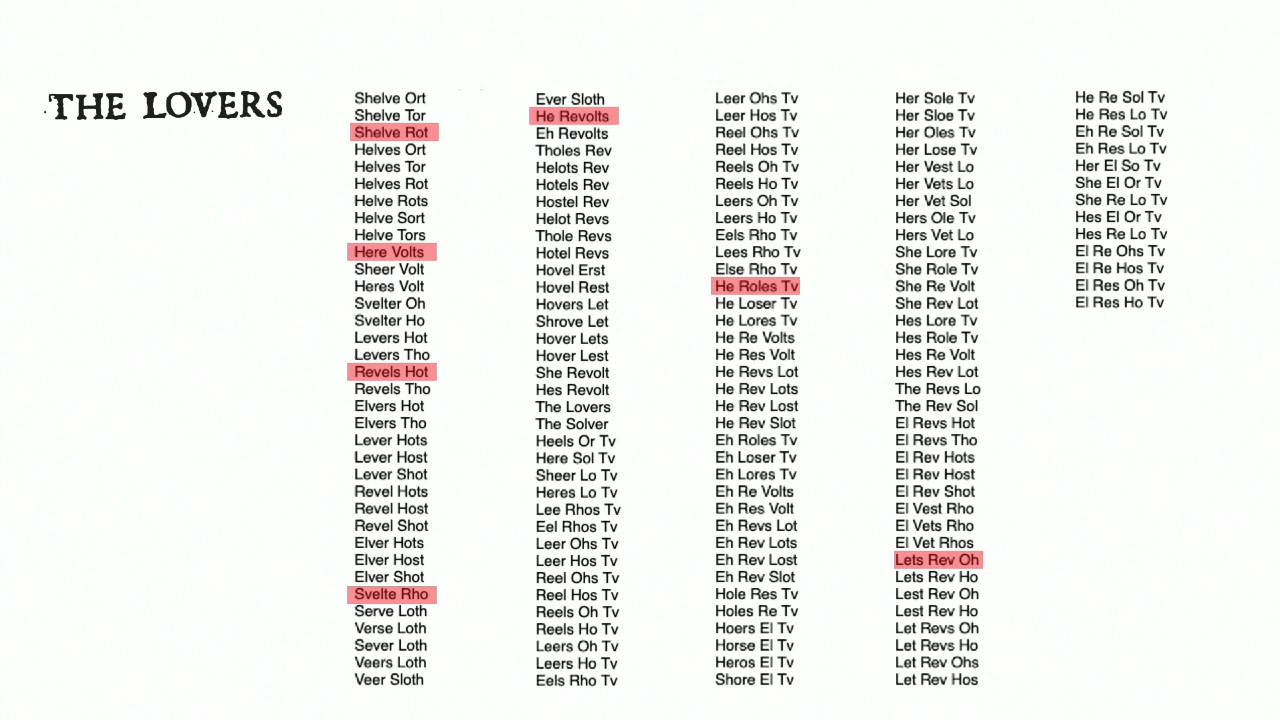 THE LOVERS
Shelve Ort
Shelve Tor
Shelve Rot
Helves Ort
Helves Tor
Helves Rot
Helve Rots
Helve Sort
Helve Tors
Here Volts
Sheer Volt
Heres Volt
Svelter Oh
Svelter Ho
Levers Hot
Levers Tho
Revels Hot
Revels Tho
Elvers Hot
Elvers Tho
Lever Hots
Lever Host
Lever Shot
Revel Hots
Revel Host
Revel Shot
Elver Hots
Elver Host
Elver Shot
Svelte Rho
Serve Loth
Verse Loth
Sever Loth
Veers Loth
Veer Sloth
Ever Sloth
He Revolts
Eh Revolts
Tholes Rev
Helots Rev
Hotels Rev
Hostel Rev
Helot Revs
Thole Revs
Hotel Revs
Hovel Erst
Hovel Rest
Hovers Let
Shrove Let
Hover Lets
Hover Lest
She Revolt
Hes Revolt
The Lovers
The Solver
Heels Or Tv
Here Sol Tv
Sheer Lo Tv
Heres Lo Tv
Lee Rhos Tv
Eel Rhos Tv
Leer Ohs Tv
Leer Hos Tv
Reel Ohs Tv
Reel Hos Tv
Reels Oh Tv
Reels Ho Tv
Leers Oh Tv
Leers Ho Tv
Eels Rho Tv
Leer Ohs Tv
Leer Hos Tv
Reel Ohs Tv
Reel Hos Tv
Reels Oh Tv
Reels Ho Tv
Leers Oh Tv
Leers Ho Tv
Eels Rho Tv
Lees Rho Tv
Else Rho Tv
He Roles Tv
He Loser Tv
He Lores Tv
He Re Volts
He Res Volt
He Revs Lot
He Rev Lots
He Rev Lost
He Rev Slot
Eh Roles Tv
Eh Loser Tv
Eh Lores Tv
Eh Re Volts
Eh Res Volt
Eh Revs Lot
Eh Rev Lots
Eh Rev Lost
Eh Rev Slot
Hole Res Tv
Holes Re Tv
Hoers El Tv
Horse El Tv
Heros El Tv
Shore El Tv
Her Sole Tv
Her Sloe Tv
Her Oles Tv
Her Lose Tv
Her Vest Lo
Her Vets Lo
Her Vet Sol
Hers Ole Tv
Hers Vet Lo
She Lore Tv
She Role Tv
She Re Volt
She Rev Lot
Hes Lore Tv
Hes Role Tv
Hes Re Volt
Hes Rev Lot
The Revs Lo
The Rev Sol
El Revs Hot
El Revs Tho
El Rev Hots
El Rev Host
El Rev Shot
El Vest Rho
El Vets Rho
El Vet Rhos
Lets Rev Oh
Lets Rev Ho
Lest Rev Oh
Lest Rev Ho
Let Revs Oh
Let Revs Ho
Let Rev Ohs
Let Rev Hos
He Re Sol Tv
He Res Lo Tv
Eh Re Sol Tv
Eh Res Lo Tv
Her El So Tv
She El Or Tv
She Re Lo Tv
Hes El Or Tv
Hes Re Lo Tv
El Re Ohs Tv
El Re Hos Tv
El Res Oh Tv
El Res Ho Tv